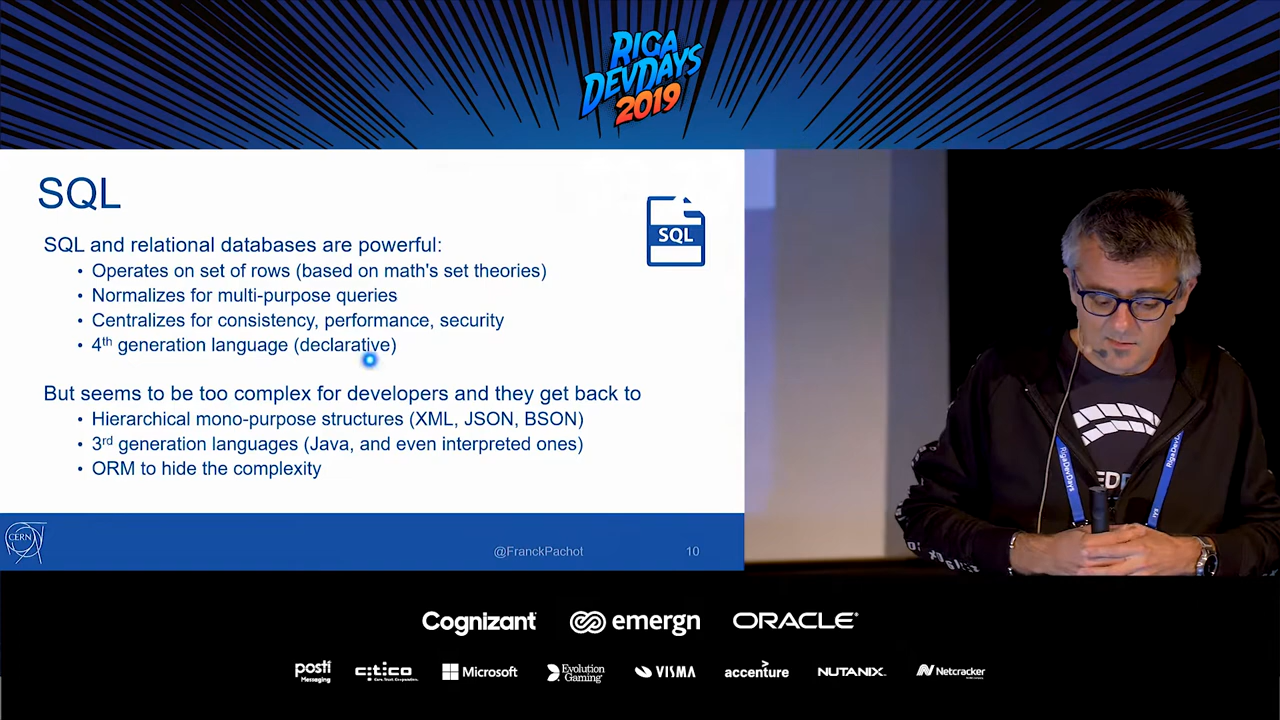 RIGA
DEVDAYS
2019
SQL
SQL
SQL and relational databases are powerful:
• Operates on set of rows (based on math's set theories)
• Normalizes for multi-purpose queries
• Centralizes for consistency, performance, security
• 4th generation language (declarative)
But seems to be too complex for developers and they get back to
• Hierarchical mono-purpose structures (XML, JSON, BSON)
• 3rd generation languages (Java, and even interpreted ones)
• ORM to hide the complexity
CERN
@FranckPachot
10
RigaDevDays
Cognizant
emergn
ORACLE
posti
Messaging
citico
Microsoft
Evolution
Gaming
VISMA
accenture
NUTANIX
Netcracker